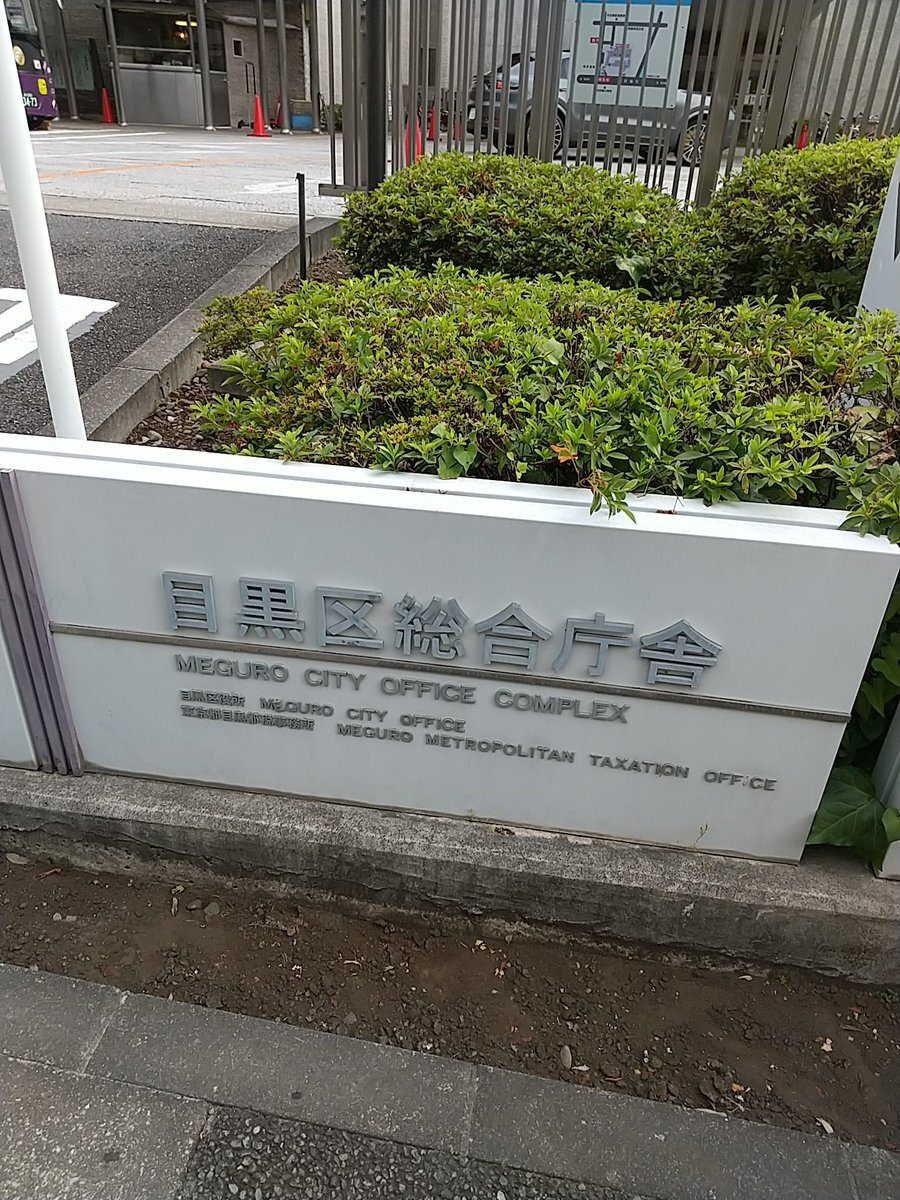 目黒区総合庁舎
MEGURO CITY OFFICE COMPLEX
目黒区役所 MEGURO CITY OFFICE
東京都目黒都税事務所 MEGURO METROPOLITAN TAXATION OFFICE